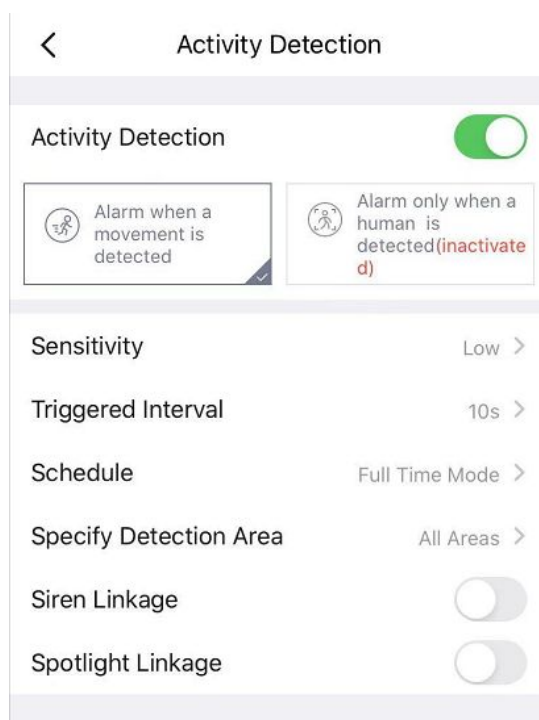 Activity Detection
Activity Detection
Alarm when a
movement is
detected
Alarm only when a
human is
detected(inactivate
d)
Sensitivity Low
Triggered Interval 10s
Schedule Full Time Mode
Specify Detection Area All Areas
Siren Linkage
Spotlight Linkage